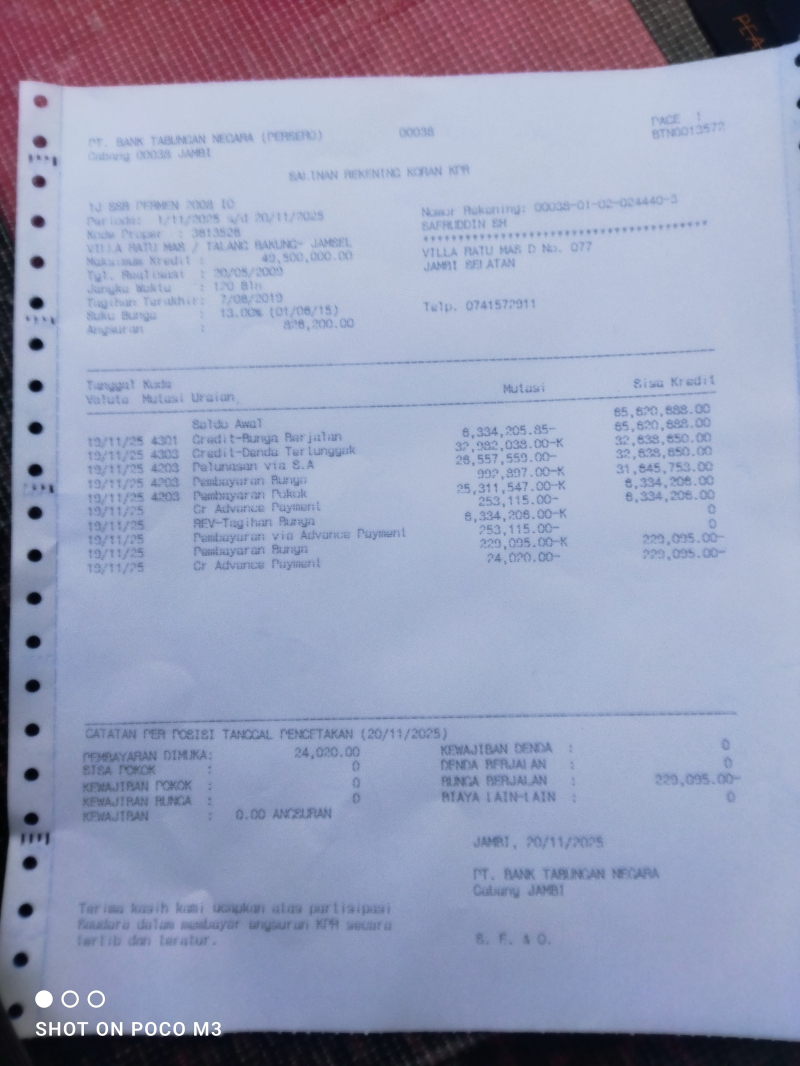 PEA
PAGE 1
PT. BANK TABUNGAN NEGARA (PERSERO) 00038 BTN0013572
Cabang 00038 JAMBI
SALINAN REKENING KORAN KPR
1J SSB PERMEN 2008 IO
Periode: 1/11/2025 s/d 20/11/2025
Kode Proper : 3813528
VILLA RATU MAS / TALANG BAKUNG- JAMSEL
Maksimum Kredit : 49,500,000.00
Tgl. Realisasi : 20/05/2009
Jangka Waktu : 120 Bln
Tagihan Terakhir: 7/06/2019
Suku Bunga : 13.00% (01/06/15)
Angsuran : 826,200.00
Nomor Rekening: 00038-01-02-024440-3
SAFRUDDIN SH
VILLA RATU MAS D No. 077
JAMBI SELATAN
Telp. 0741572911
Tanggal Kode
Valuta Mutasi Uraian Mutasi Sisa Kredit
Saldo Awal 65,620,688.00
19/11/25 4301 Credit-Bunga Berjalan 6,334,205.85- 65,620,688.00
19/11/25 4303 Credit-Denda Tertunggak 32,982,038.00-K 32,638,650.00
19/11/25 4203 Pelunasan via S.A 26,557,559.00- 32,638,650.00
19/11/25 4203 Pembayaran Bunga 992,897.00-K 31,645,753.00
19/11/25 4203 Pembayaran Pokok 25,311,547.00-K 6,334,206.00
19/11/25 Cr Advance Payment 253,115.00- 6,334,206.00
19/11/25 REV-Tagihan Bunga 6,334,206.00-K 0
19/11/25 Pembayaran via Advance Payment 253,115.00- 0
19/11/25 Pembayaran Bunga 229,095.00-K 229,095.00-
19/11/25 Cr Advance Payment 24,020.00- 229,095.00-
CATATAN PER POSISI TANGGAL PENCETAKAN (20/11/2025)
PEMBAYARAN DIMUKA: 24,020.00 KEWAJIBAN DENDA : 0
SISA POKOK : 0 DENDA BERJALAN : 0
KEWAJIBAN POKOK : 0 BUNGA BERJALAN : 229,095.00-
KEWAJIBAN BUNGA : 0 BIAYA LAIN-LAIN : 0
KEWAJIBAN : 0.00 ANGSURAN
JAMBI, 20/11/2025
PT. BANK TABUNGAN NEGARA
Cabang JAMBI
Terima kasih kami ucapkan atas partisipasi
Saudara dalam membayar angsuran KPR secara
tertib dan teratur.
S. E. & O.
SHOT ON POCO M3